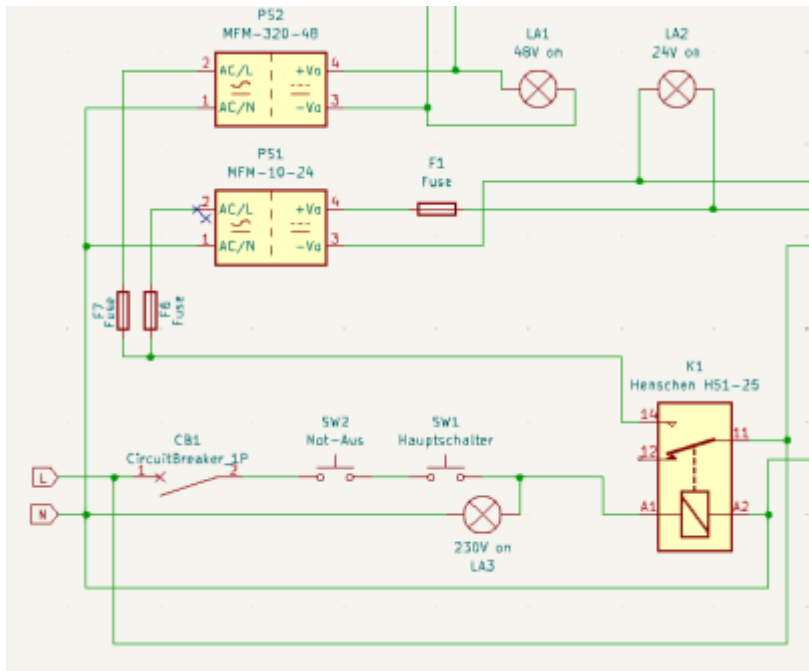 PS2
MFM-320-48
2 AC/L +Vo 4
1 AC/N -Vo 3
LA1
48V on
LA2
24V on
PS1
MFM-10-24
2 AC/L +Vo 4
1 AC/N -Vo 3
F1
Fuse
F7
Fuse
Fuse
K1
Henschen H51-25
14
12
11
A1
A2
CB1
CircuitBreaker_1P
1
2
SW2
Not-Aus
SW1
Hauptschalter
L
N
230V on
LA3